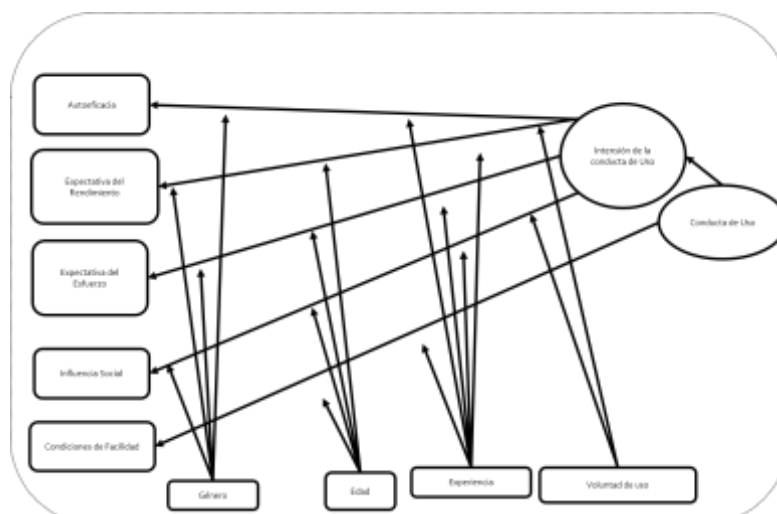 Autoeficacia
Expectativa del
Rendimiento
Expectativa del
Esfuerzo
Influencia Social
Condiciones de Facilidad
Intensión de la
conducta de Uso
Conducta de Uso
Género
Edad
Experiencia
Voluntad de uso